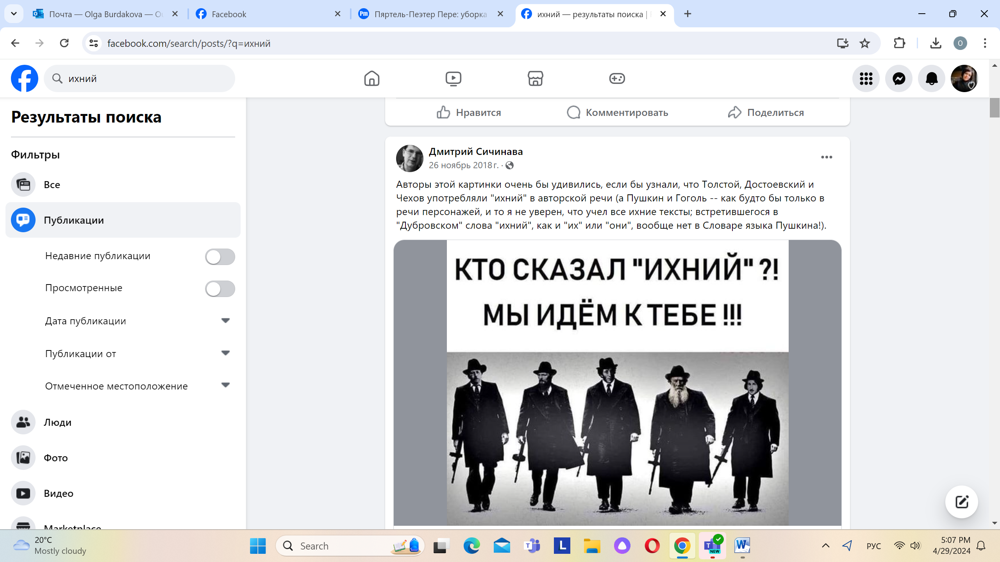 Почта — Olga Burdakova — Ou
Facebook
Пяртель-Пеэтер Пере: уборка
ихний — результаты поиска |
facebook.com/search/posts/?q=ихний
O
ихний
Результаты поиска
Фильтры
Все
Публикации
Недавние публикации
Просмотренные
Дата публикации
Публикации от
Отмеченное местоположение
Люди
Фото
Видео
Marketplace
Нравится
Комментировать
Поделиться
Дмитрий Сичинава
26 ноябрь 2018 г. ·
Авторы этой картинки очень бы удивились, если бы узнали, что Толстой, Достоевский и
Чехов употребляли "ихний" в авторской речи (а Пушкин и Гоголь -- как будто бы только в
речи персонажей, и то я не уверен, что учел все ихние тексты; встретившегося в
"Дубровском" слова "ихний", как и "их" или "они", вообще нет в Словаре языка Пушкина!).
КТО СКАЗАЛ "ИХНИЙ" ?!
МЫ ИДЁМ К ТЕБЕ !!!
20°C
Mostly cloudy
Search
NEW
РУС
5:07 PM
4/29/2024